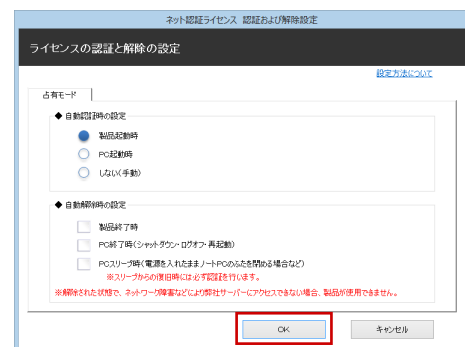 ネット認証ライセンス 認証および解除設定
ライセンスの認証と解除の設定
設定方法について
占有モード
◆ 自動認証時の設定
製品起動時
PC起動時
しない(手動)
◆ 自動解除時の設定
製品終了時
PC終了時(シャットダウン・ログオフ・再起動)
PCスリープ時(電源を入れたままノートPCのふたを閉める場合など)
※スリープからの復旧時には必ず認証を行います。
※解除された状態で、ネットワーク障害などにより弊社サーバーにアクセスできない場合、製品が使用できません。
OK
キャンセル